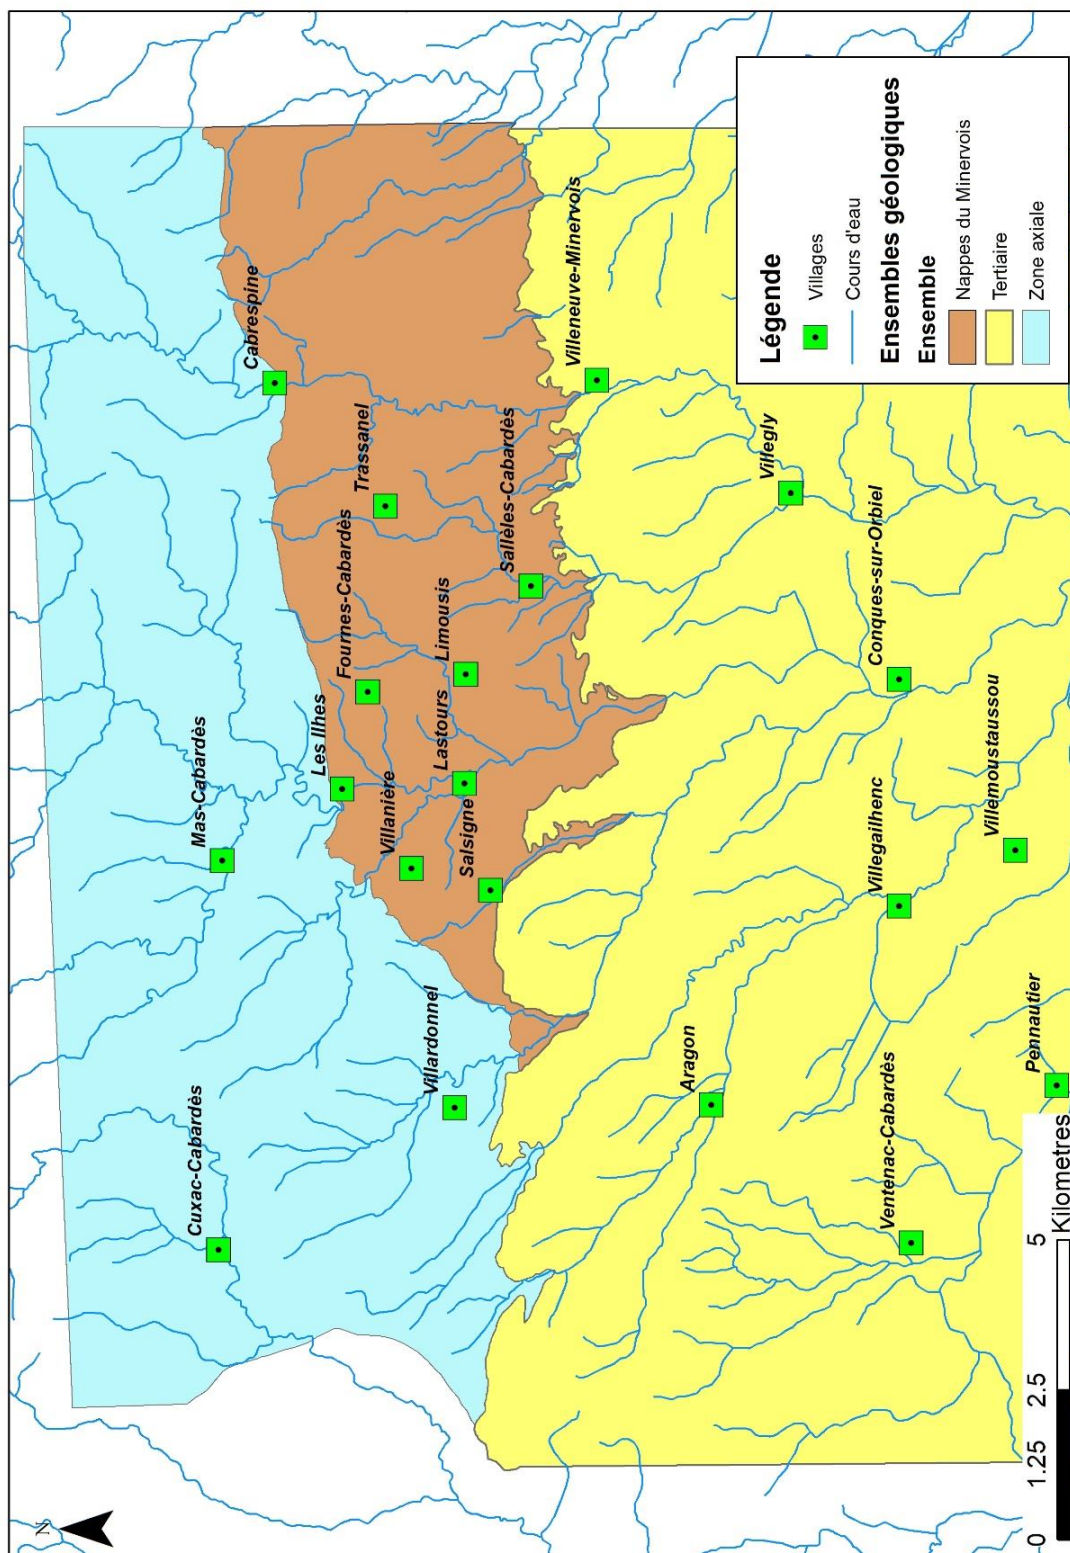 N
Cuxac-Cabardès
Mas-Cabardès
Cabrespine
Les Ilhes
Fournes-Cabardès
Trassanel
Villanière
Villardonnel
Lastours
Limousis
Salsigne
Sallèles-Cabardès
Villeneuve-Minervois
Aragon
Villegly
Ventenac-Cabardès
Villegailhenc
Conques-sur-Orbiel
Villemoustaussou
Pennautier
Légende
Villages
Cours d'eau
Ensembles géologiques
Ensemble
Nappes du Minervois
Tertiaire
Zone axiale
0 1.25 2.5 5
Kilometres